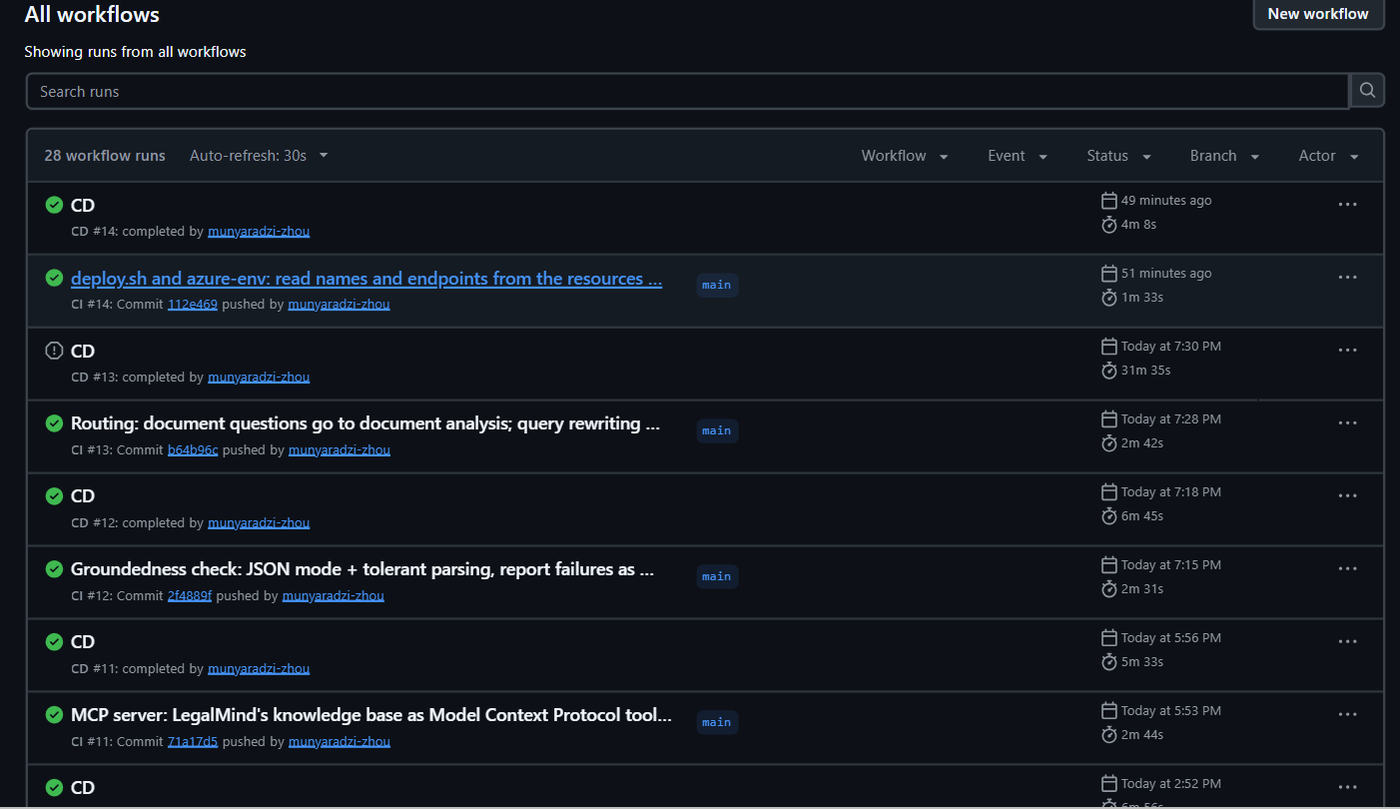 All workflows
New workflow
Showing runs from all workflows
Search runs
28 workflow runs Auto-refresh: 30s Workflow Event Status Branch Actor
CD
49 minutes ago
CD #14: completed by munyaradzi-zhou
4m 8s
deploy.sh and azure-env: read names and endpoints from the resources ...
main
51 minutes ago
CI #14: Commit 112e469 pushed by munyaradzi-zhou
1m 33s
CD
Today at 7:30 PM
CD #13: completed by munyaradzi-zhou
31m 35s
Routing: document questions go to document analysis; query rewriting ...
main
Today at 7:28 PM
CI #13: Commit b64b96c pushed by munyaradzi-zhou
2m 42s
CD
Today at 7:18 PM
CD #12: completed by munyaradzi-zhou
6m 45s
Groundedness check: JSON mode + tolerant parsing, report failures as ...
main
Today at 7:15 PM
CI #12: Commit 2f4889f pushed by munyaradzi-zhou
2m 31s
CD
Today at 5:56 PM
CD #11: completed by munyaradzi-zhou
5m 33s
MCP server: LegalMind's knowledge base as Model Context Protocol tool...
main
Today at 5:53 PM
CI #11: Commit 71a17d5 pushed by munyaradzi-zhou
2m 44s
CD
Today at 2:52 PM